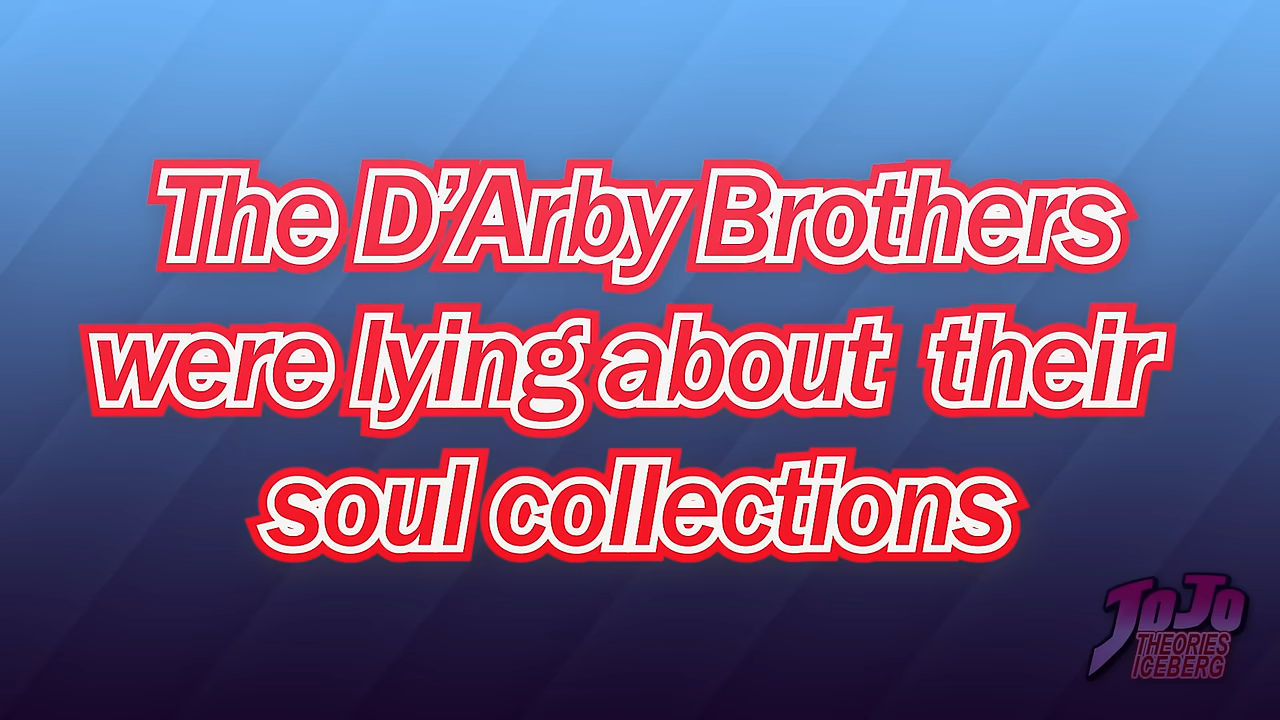 The D’Arby Brothers
were lying about their
soul collections
JoJo
THEORIES
ICEBERG